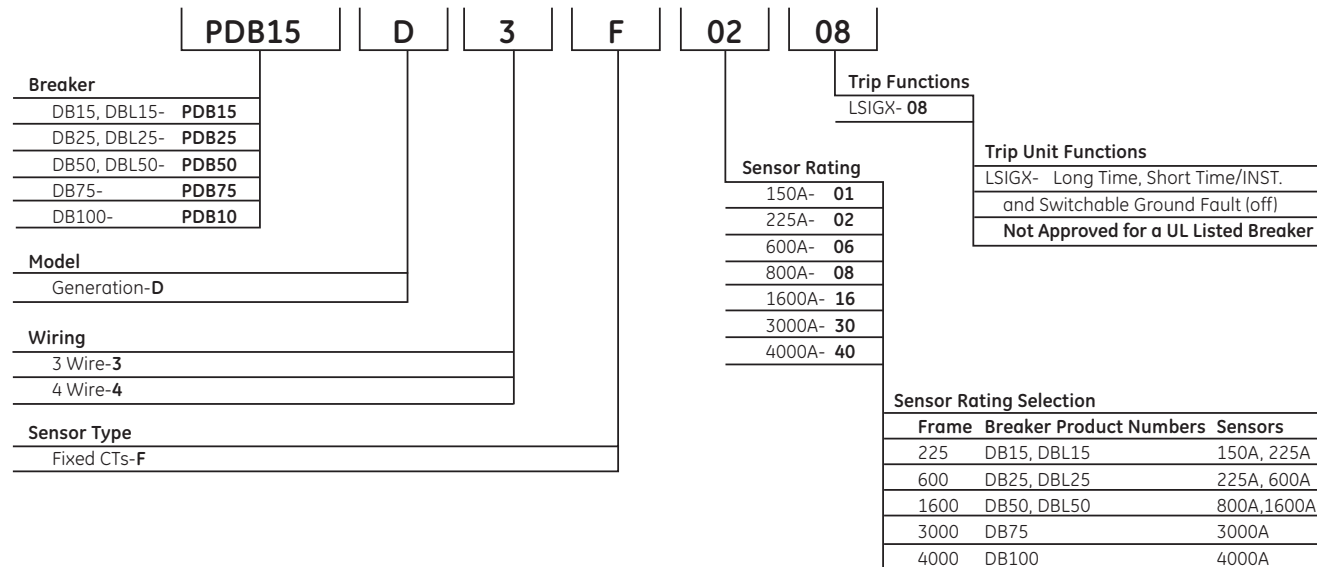 PDB15 D 3 F 02 08
Breaker
DB15, DBL15- PDB15
DB25, DBL25- PDB25
DB50, DBL50- PDB50
DB75- PDB75
DB100- PDB10
Model
Generation-D
Wiring
3 Wire-3
4 Wire-4
Sensor Type
Fixed CTs-F
Trip Functions
LSIGX- 08
Trip Unit Functions
LSIGX- Long Time, Short Time/INST.
and Switchable Ground Fault (off)
Not Approved for a UL Listed Breaker
Sensor Rating
150A- 01
225A- 02
600A- 06
800A- 08
1600A- 16
3000A- 30
4000A- 40
Sensor Rating Selection
Frame Breaker Product Numbers Sensors
225 DB15, DBL15 150A, 225A
600 DB25, DBL25 225A, 600A
1600 DB50, DBL50 800A,1600A
3000 DB75 3000A
4000 DB100 4000A